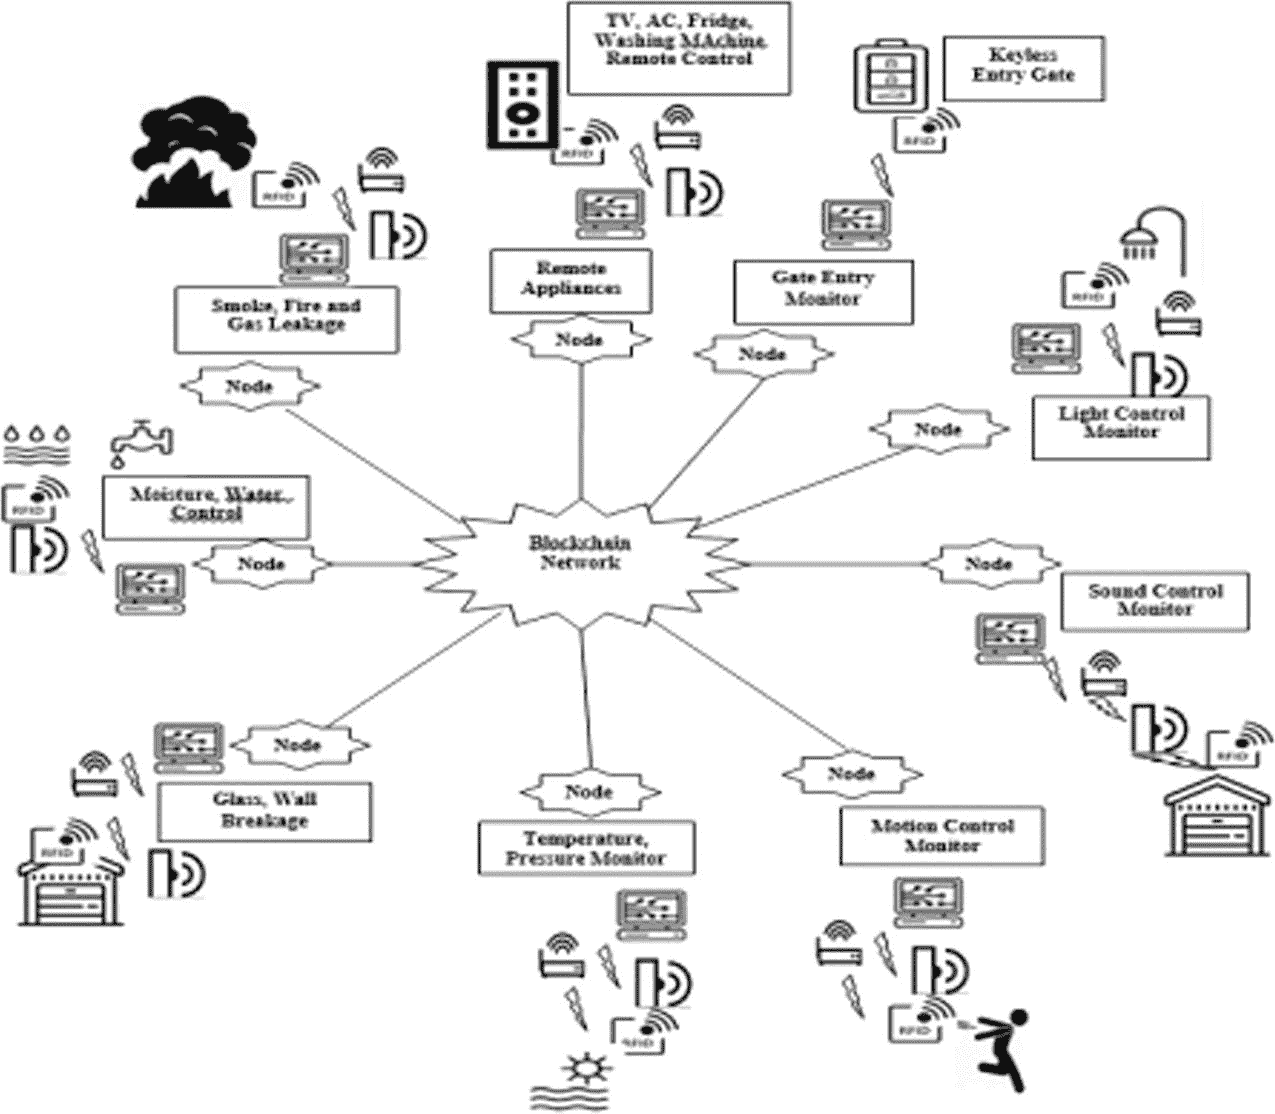 TV, AC, Fridge,
Washing MAchine,
Remote Control
Keyless
Entry Gate
RFID
RFID
RFID
Remote
Appliances
Gate Entry
Monitor
Smoke, Fire and
Gas Leakage
RFID
Node
Node
Node
Node
Light Control
Monitor
Moisture, Water
Control
RFID
Blockchain
Network
Node
Node
Sound Control
Monitor
Node
Glass, Wall
Breakage
RFID
RFID
Node
Node
Temperature,
Pressure Monitor
Motion Control
Monitor
RFID
RFID